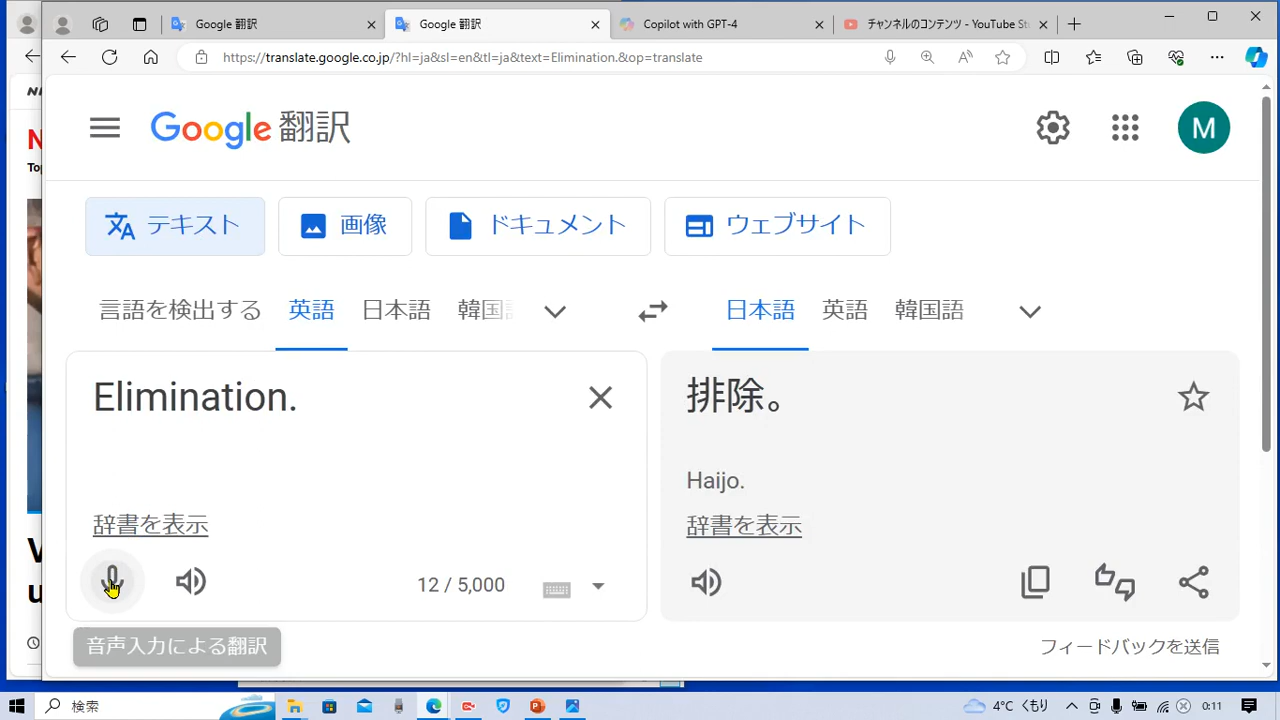 Google 翻訳
Google 翻訳
Copilot with GPT-4
チャンネルのコンテンツ - YouTube St
https://translate.google.co.jp/?hl=ja&sl=en&tl=ja&text=Elimination.&op=translate
N
Top
Google 翻訳
M
テキスト
画像
ドキュメント
ウェブサイト
言語を検出する
英語
日本語
韓国語
日本語
英語
韓国語
Elimination.
排除。
Haijo.
辞書を表示
辞書を表示
12 / 5,000
音声入力による翻訳
フィードバックを送信
V
u
検索
4°C くもり
0:11